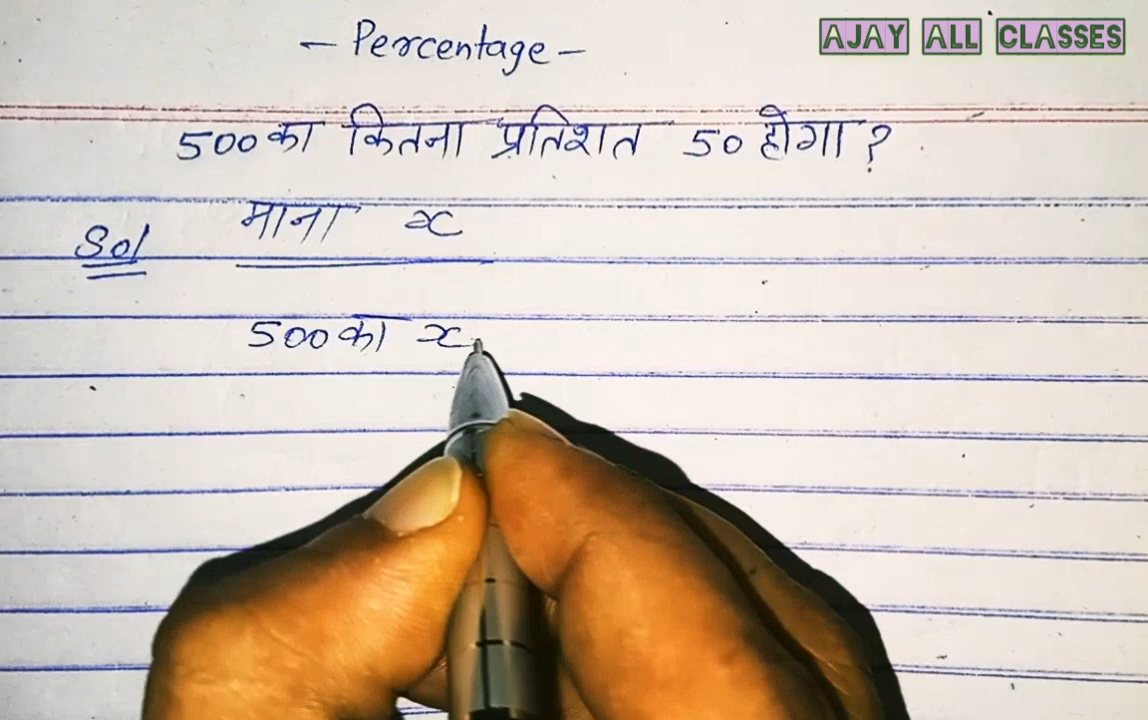 AJAY ALL CLASSES
- Percentage -
500 का कितना प्रतिशत 50 होगा ?
Sol माना x
500 का x